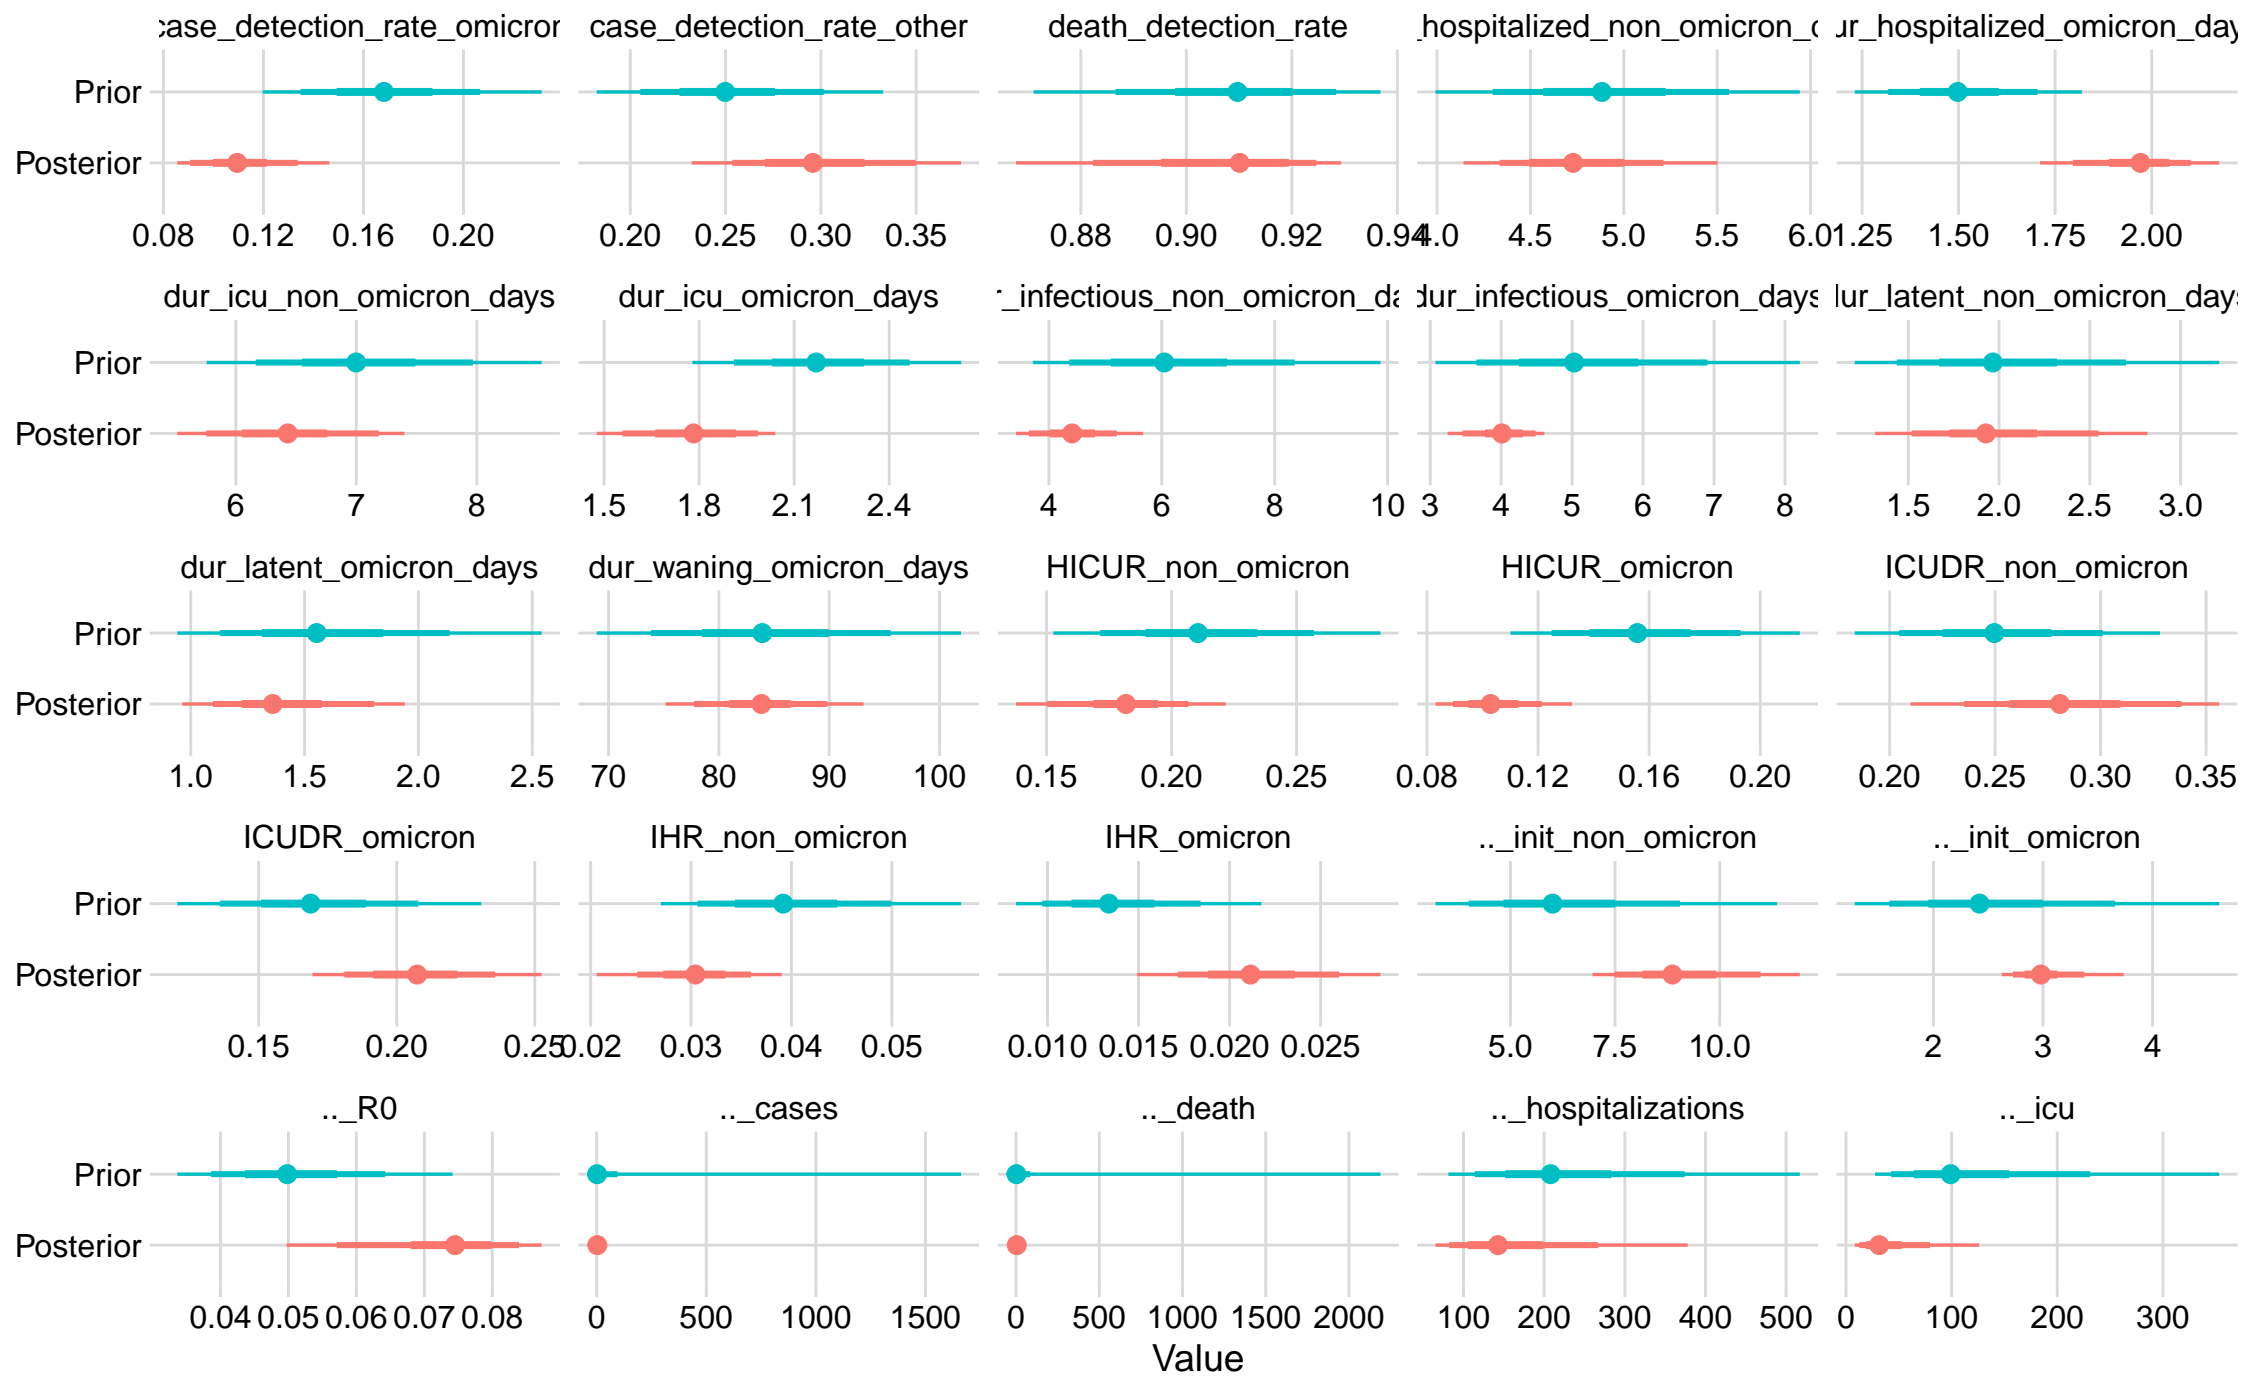 case_detection_rate_omicron case_detection_rate_other death_detection_rate _hospitalized_non_omicron_d ur_hospitalized_omicron_day
Prior
Posterior
0.08 0.12 0.16 0.20 0.20 0.25 0.30 0.35 0.88 0.90 0.92 0.94 4.0 4.5 5.0 5.5 6.0 1.25 1.50 1.75 2.00
dur_icu_non_omicron_days dur_icu_omicron_days r_infectious_non_omicron_da dur_infectious_omicron_days dur_latent_non_omicron_days
Prior
Posterior
6 7 8 1.5 1.8 2.1 2.4 4 6 8 10 3 4 5 6 7 8 1.5 2.0 2.5 3.0
dur_latent_omicron_days dur_waning_omicron_days HICUR_non_omicron HICUR_omicron ICUDR_non_omicron
Prior
Posterior
1.0 1.5 2.0 2.5 70 80 90 100 0.15 0.20 0.25 0.08 0.12 0.16 0.20 0.20 0.25 0.30 0.35
ICUDR_omicron IHR_non_omicron IHR_omicron .._init_non_omicron .._init_omicron
Prior
Posterior
0.15 0.20 0.25 0.02 0.03 0.04 0.05 0.010 0.015 0.020 0.025 5.0 7.5 10.0 2 3 4
.._R0 .._cases .._death .._hospitalizations .._icu
Prior
Posterior
0.04 0.05 0.06 0.07 0.08 0 500 1000 1500 0 500 1000 1500 2000 100 200 300 400 500 0 100 200 300
Value